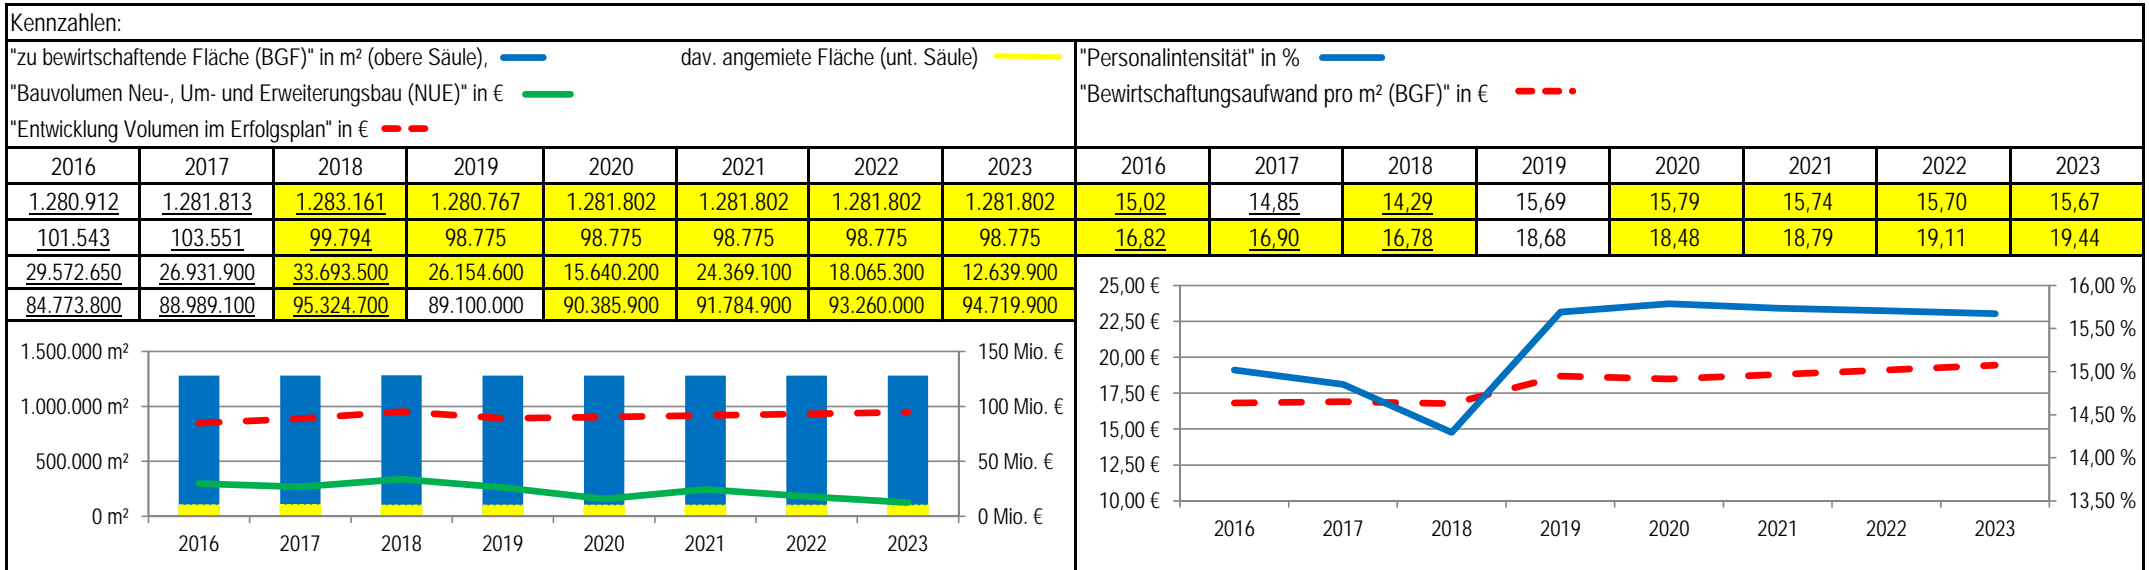 Kennzahlen:
"zu bewirtschaftende Fläche (BGF)" in m² (obere Säule), dav. angemiete Fläche (unt. Säule)
"Bauvolumen Neu-, Um- und Erweiterungsbau (NUE)" in €
"Entwicklung Volumen im Erfolgsplan" in €
"Personalintensität" in %
"Bewirtschaftungsaufwand pro m² (BGF)" in €
2016 2017 2018 2019 2020 2021 2022 2023
1.280.912 1.281.813 1.283.161 1.280.767 1.281.802 1.281.802 1.281.802 1.281.802
101.543 103.551 99.794 98.775 98.775 98.775 98.775 98.775
29.572.650 26.931.900 33.693.500 26.154.600 15.640.200 24.369.100 18.065.300 12.639.900
84.773.800 88.989.100 95.324.700 89.100.000 90.385.900 91.784.900 93.260.000 94.719.900
1.500.000 m² 150 Mio. €
1.000.000 m² 100 Mio. €
500.000 m² 50 Mio. €
0 m² 0 Mio. €
2016 2017 2018 2019 2020 2021 2022 2023
2016 2017 2018 2019 2020 2021 2022 2023
15,02 14,85 14,29 15,69 15,79 15,74 15,70 15,67
16,82 16,90 16,78 18,68 18,48 18,79 19,11 19,44
25,00 € 16,00 %
22,50 € 15,50 %
20,00 € 15,00 %
17,50 € 14,50 %
15,00 € 14,00 %
12,50 € 13,50 %
10,00 €
2016 2017 2018 2019 2020 2021 2022 2023